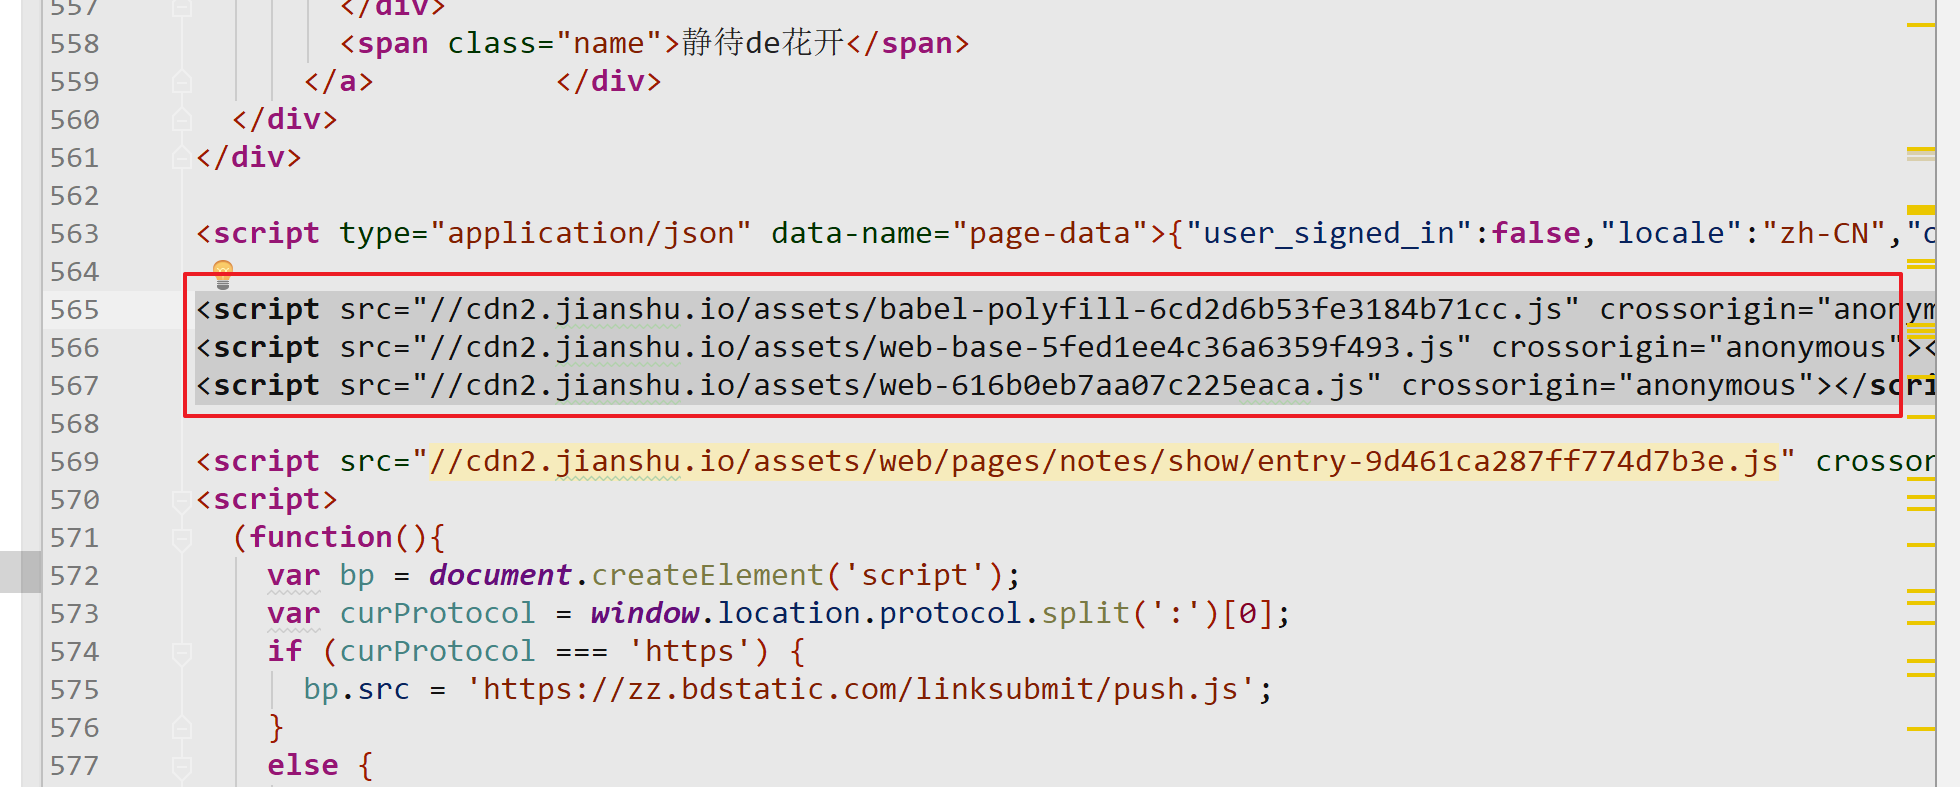 557 </div>
558 <span class="name">静待de花开</span>
559 </a> </div>
560 </div>
561 </div>
562
563 <script type="application/json" data-name="page-data">{"user_signed_in":false,"locale":"zh-CN","
564
565 <script src="//cdn2.jianshu.io/assets/babel-polyfill-6cd2d6b53fe3184b71cc.js" crossorigin="anonym
566 <script src="//cdn2.jianshu.io/assets/web-base-5fed1ee4c36a6359f493.js" crossorigin="anonymous"><
567 <script src="//cdn2.jianshu.io/assets/web-616b0eb7aa07c225eaca.js" crossorigin="anonymous"></scri
568
569 <script src="//cdn2.jianshu.io/assets/web/pages/notes/show/entry-9d461ca287ff774d7b3e.js" crossor
570 <script>
571 (function(){
572 var bp = document.createElement('script');
573 var curProtocol = window.location.protocol.split(':')[0];
574 if (curProtocol === 'https') {
575 bp.src = 'https://zz.bdstatic.com/linksubmit/push.js';
576 }
577 else {